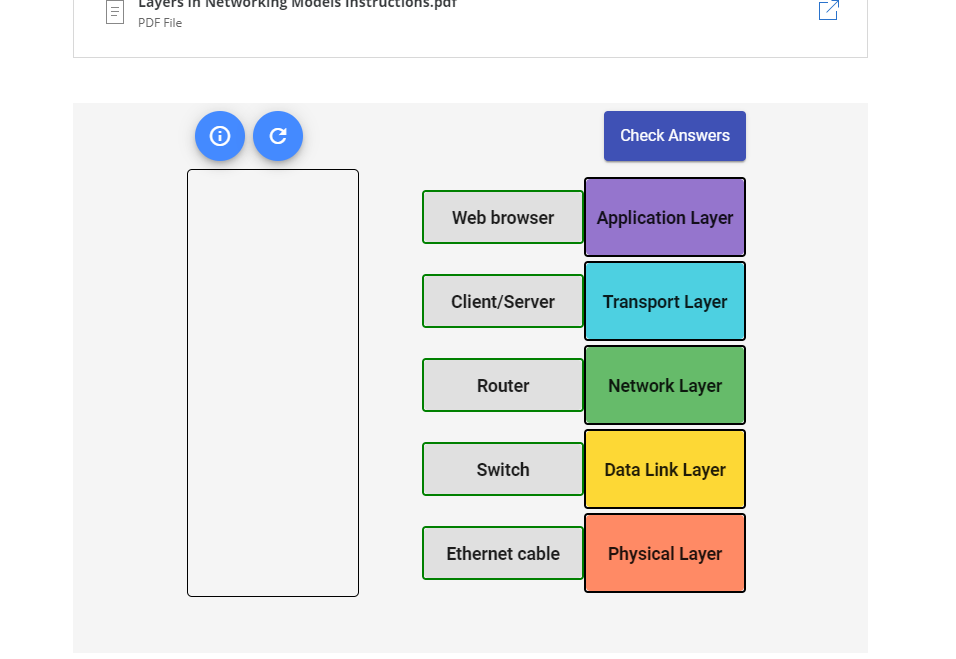 Layers in Networking Models Instructions.pdf
PDF File
Check Answers
Web browser
Application Layer
Client/Server
Transport Layer
Router
Network Layer
Switch
Data Link Layer
Ethernet cable
Physical Layer